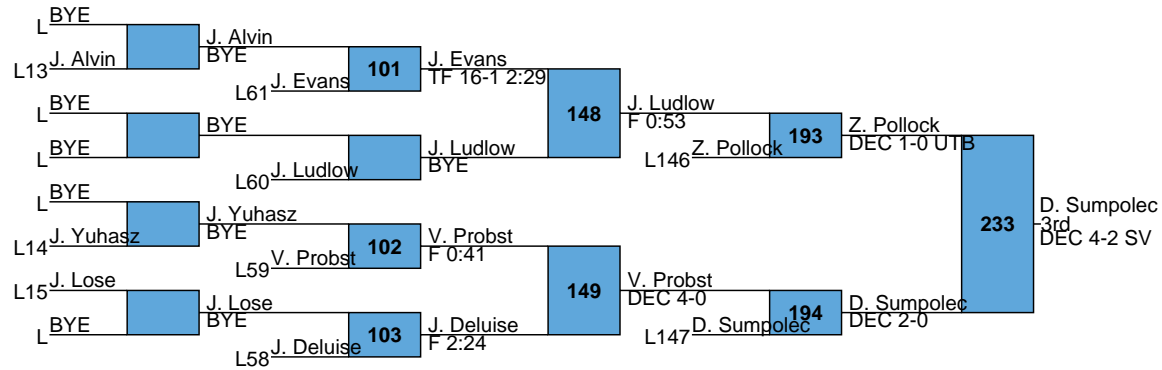 BYE
L
J. Alvin
L13
J. Alvin
BYE
J. Evans
L61
101
J. Evans
TF 16-1 2:29
BYE
L
BYE
L
BYE
J. Ludlow
L60
J. Ludlow
BYE
148
J. Ludlow
F 0:53
Z. Pollock
L146
193
Z. Pollock
DEC 1-0 UTB
BYE
L
J. Yuhasz
L14
J. Yuhasz
BYE
V. Probst
L59
102
V. Probst
F 0:41
J. Lose
L15
BYE
L
J. Lose
BYE
J. Deluise
L58
103
J. Deluise
F 2:24
149
V. Probst
DEC 4-0
D. Sumpolec
L147
194
D. Sumpolec
DEC 2-0
233
D. Sumpolec
3rd
DEC 4-2 SV